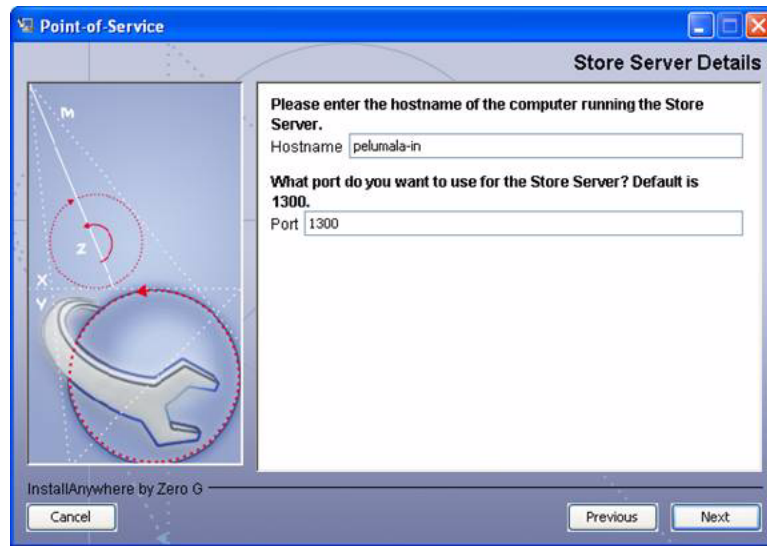 Point-of-Service
Store Server Details
Please enter the hostname of the computer running the Store
Server.
Hostname pelumala-in
What port do you want to use for the Store Server? Default is
1300.
Port 1300
M
Z
X
Y
InstallAnywhere by Zero G
Cancel
Previous
Next